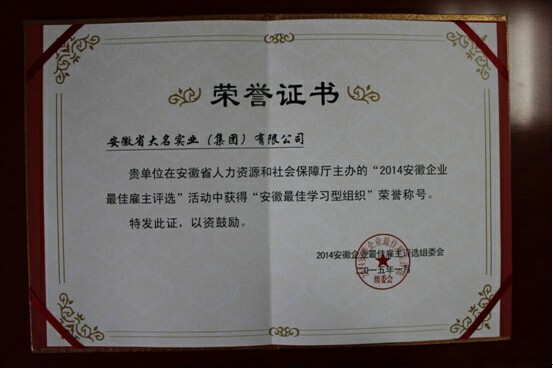 荣誉证书
安徽省大名实业（集团）有限公司
贵单位在安徽省人力资源和社会保障厅主办的“2014安徽企业
最佳雇主评选”活动中获得“安徽最佳学习型组织”荣誉称号。
特发此证，以资鼓励。
2014安徽企业最佳雇主评选组委会
一五年一月
组委会